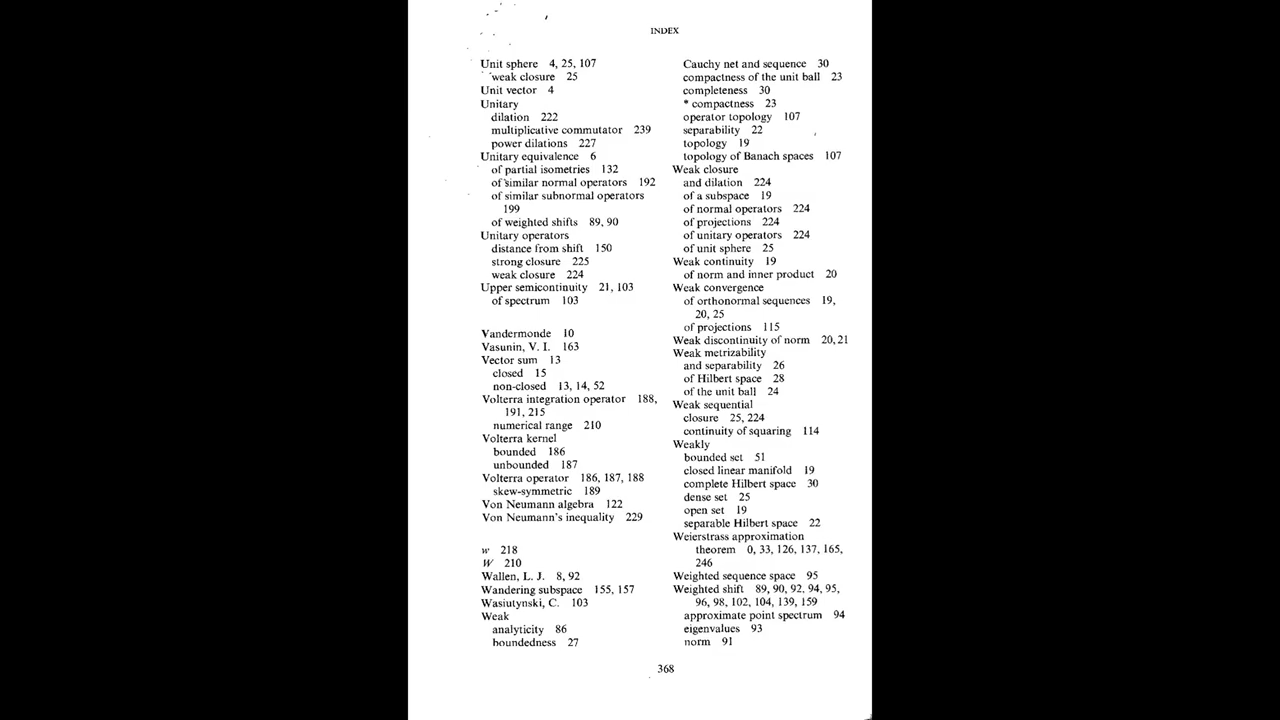 INDEX
Unit sphere 4, 25, 107
weak closure 25
Unit vector 4
Unitary
dilation 222
multiplicative commutator 239
power dilations 227
Unitary equivalence 6
of partial isometries 132
of similar normal operators 192
of similar subnormal operators
199
of weighted shifts 89, 90
Unitary operators
distance from shift 150
strong closure 225
weak closure 224
Upper semicontinuity 21, 103
of spectrum 103
Vandermonde 10
Vasunin, V. I. 163
Vector sum 13
closed 15
non-closed 13, 14, 52
Volterra integration operator 188,
191, 215
numerical range 210
Volterra kernel
bounded 186
unbounded 187
Volterra operator 186, 187, 188
skew-symmetric 189
Von Neumann algebra 122
Von Neumann's inequality 229
w 218
W 210
Wallen, L. J. 8, 92
Wandering subspace 155, 157
Wasiutynski, C. 103
Weak
analyticity 86
boundedness 27
Cauchy net and sequence 30
compactness of the unit ball 23
completeness 30
* compactness 23
operator topology 107
separability 22
topology 19
topology of Banach spaces 107
Weak closure
and dilation 224
of a subspace 19
of normal operators 224
of projections 224
of unitary operators 224
of unit sphere 25
Weak continuity 19
of norm and inner product 20
Weak convergence
of orthonormal sequences 19,
20, 25
of projections 115
Weak discontinuity of norm 20, 21
Weak metrizability
and separability 26
of Hilbert space 28
of the unit ball 24
Weak sequential
closure 25, 224
continuity of squaring 114
Weakly
bounded set 51
closed linear manifold 19
complete Hilbert space 30
dense set 25
open set 19
separable Hilbert space 22
Weierstrass approximation
theorem 0, 33, 126, 137, 165,
246
Weighted sequence space 95
Weighted shift 89, 90, 92, 94, 95,
96, 98, 102, 104, 139, 159
approximate point spectrum 94
eigenvalues 93
norm 91
368